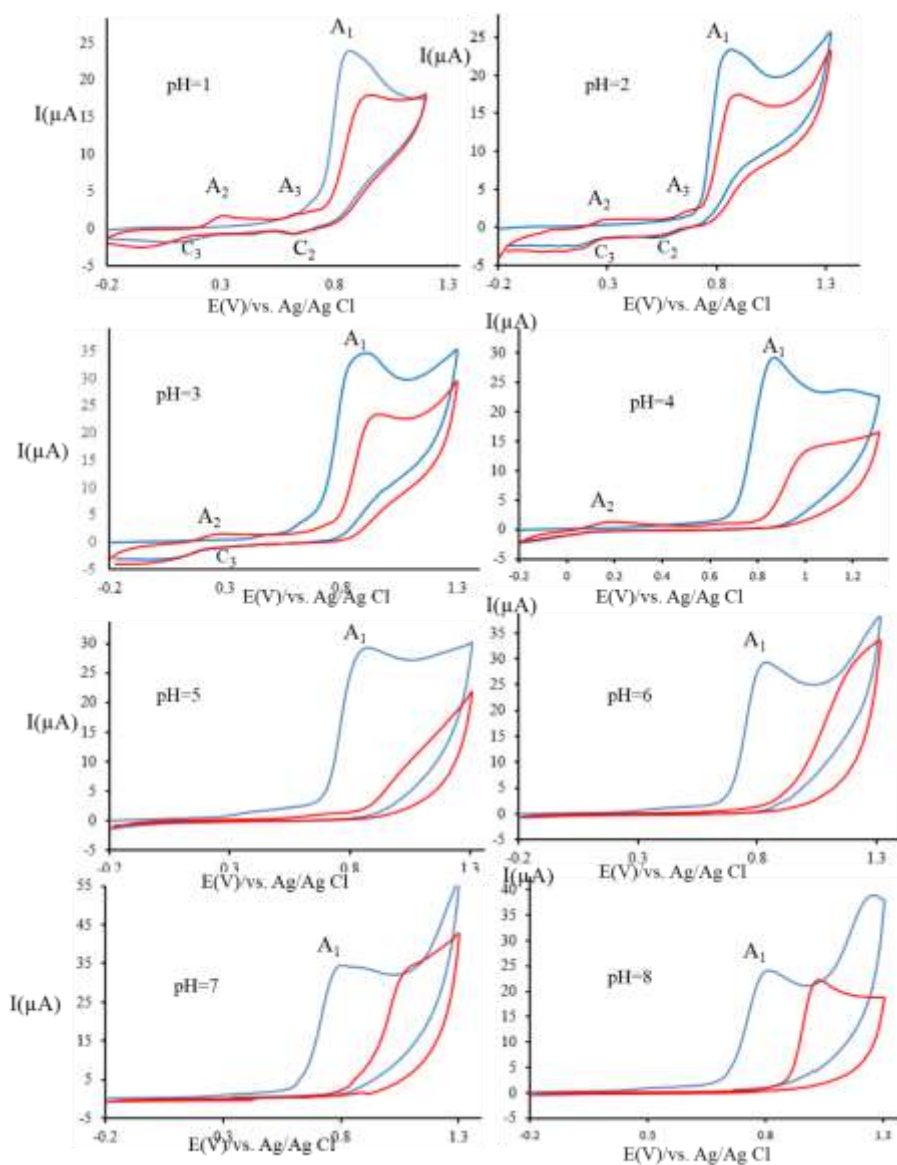 A1
25
20
pH=1
I(µA 15
10
A2 A3
5
0
C3 C2
-5
-0.2 0.3 0.8 1.3
E(V)/vs. Ag/Ag Cl
A1
I(µA)
25
20
pH=2
15
10
A2 A3
5
0
C3 C2
-5
-0.2 0.3 0.8 1.3
E(V)/vs. Ag/Ag Cl
A1
35
30
pH=3
25
20
I(µA)
15
10
5
A2
0
C3
-5
-0.2 0.3 0.8 1.3
E(V)/vs. Ag/Ag Cl
I(µA)
A1
30
25
pH=4
20
15
10
5
A2
0
-5
-0.2 0 0.2 0.4 0.6 0.8 1 1.2
E(V)/vs. Ag/Ag Cl
A1
30
25
pH=5
20
I(µA)
15
10
5
0
-5
-0.2 0.3 0.8 1.3
E(V)/vs. Ag/Ag Cl
I(µA)
35
A1
30
25
pH=6
20
15
10
5
0
-5
-0.2 0.3 0.8 1.3
E(V)/vs. Ag/Ag Cl
55
45
A1
35
pH=7
25
I(µA)
15
5
-5
-0.2 0.3 0.8 1.3
E(V)/vs. Ag/Ag Cl
I(µA)
40
35
30
A1
25
pH=8
20
15
10
5
0
-5
-0.2 0.3 0.8 1.3
E(V)/vs. Ag/Ag Cl